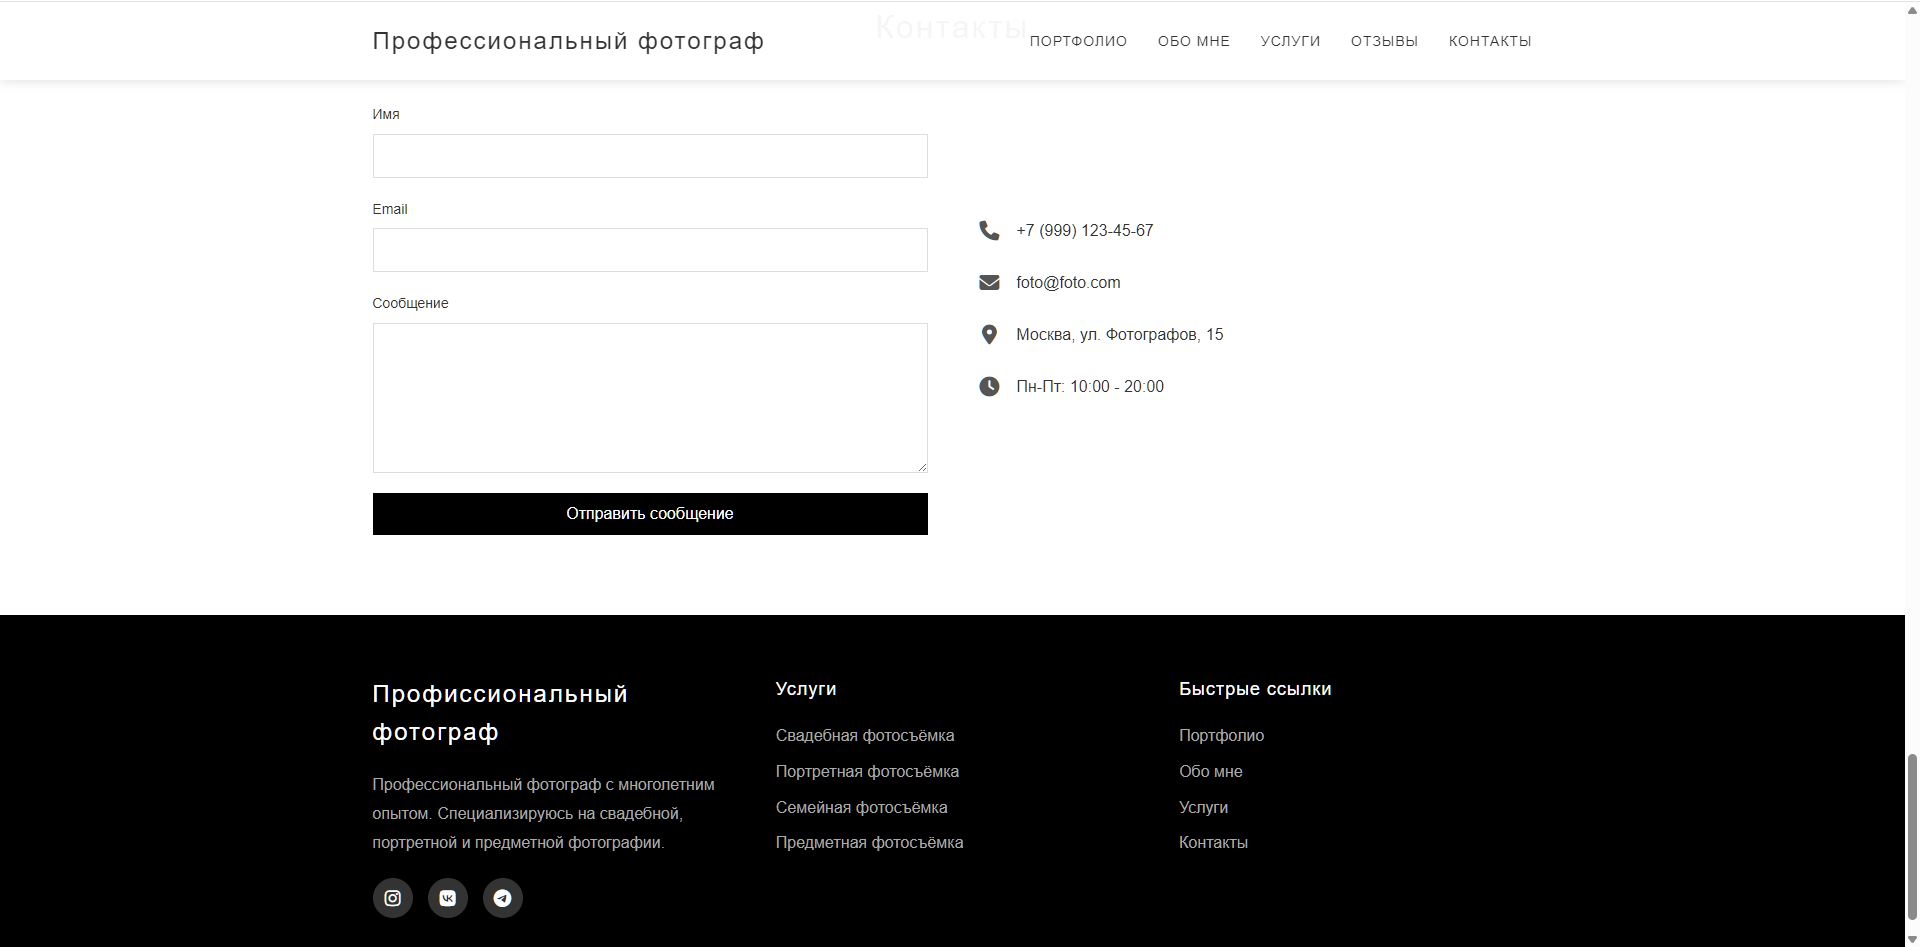 Контакты
Профессиональный фотограф
ПОРТФОЛИО
ОБО МНЕ
УСЛУГИ
ОТЗЫВЫ
КОНТАКТЫ
Имя
Email
Сообщение
Отправить сообщение
+7 (999) 123-45-67
foto@foto.com
Москва, ул. Фотографов, 15
Пн-Пт: 10:00 - 20:00
Профиссиональный
фотограф
Профессиональный фотограф с многолетним
опытом. Специализируюсь на свадебной,
портретной и предметной фотографии.
Услуги
Свадебная фотосъёмка
Портретная фотосъёмка
Семейная фотосъёмка
Предметная фотосъёмка
Быстрые ссылки
Портфолио
Обо мне
Услуги
Контакты